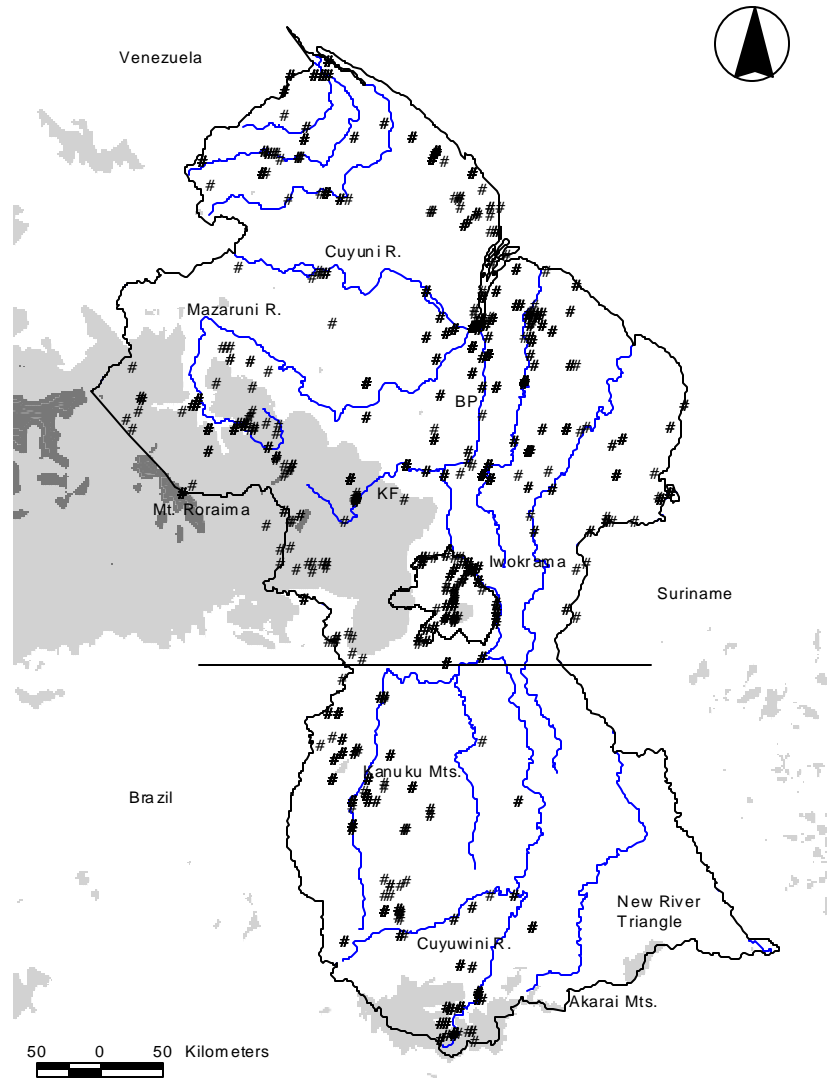 Venezuela
Cuyuni R.
Mazaruni R.
BP
KF
Mt. Roraima
Iwokrama
Suriname
Kanuku Mts.
Brazil
New River
Triangle
Cuyuwini R.
Akarai Mts.
50 0 50 Kilometers